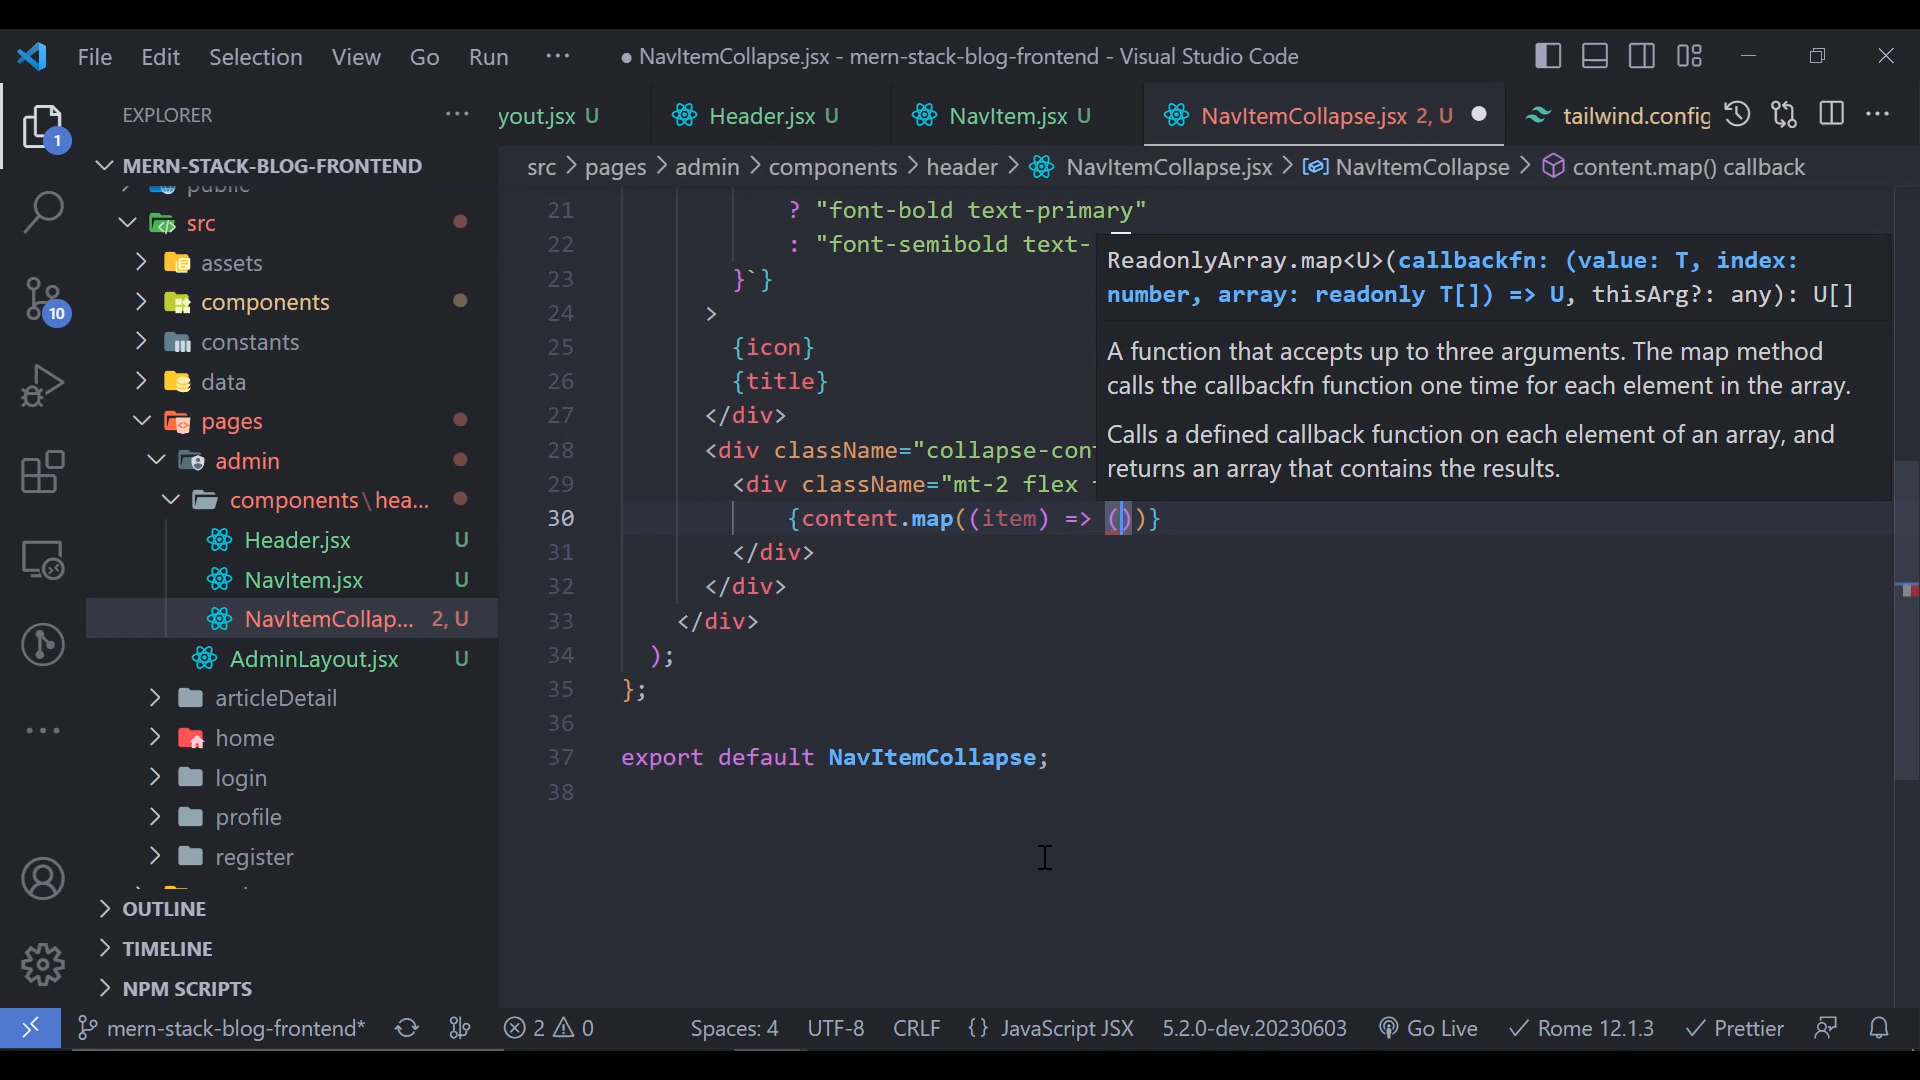 File Edit Selection View Go Run ···
● NavItemCollapse.jsx - mern-stack-blog-frontend - Visual Studio Code
EXPLORER ···
yout.jsx U Header.jsx U NavItem.jsx U NavItemCollapse.jsx 2, U ● tailwind.config ···
1
MERN-STACK-BLOG-FRONTEND
src > pages > admin > components > header > NavItemCollapse.jsx > NavItemCollapse > content.map() callback
public
src
assets
components
constants
data
pages
admin
components\hea...
Header.jsx U
NavItem.jsx U
NavItemCollap... 2, U
AdminLayout.jsx U
articleDetail
home
login
profile
register
OUTLINE
TIMELINE
NPM SCRIPTS
10
21 ? "font-bold text-primary"
22 : "font-semibold text-
23 }`}
24 >
25 {icon}
26 {title}
27 </div>
28 <div className="collapse-con
29 <div className="mt-2 flex
30 {content.map((item) => ())}
31 </div>
32 </div>
33 </div>
34 );
35 };
36
37 export default NavItemCollapse;
38
ReadonlyArray.map<U>(callbackfn: (value: T, index:
number, array: readonly T[]) => U, thisArg?: any): U[]
A function that accepts up to three arguments. The map method
calls the callbackfn function one time for each element in the array.
Calls a defined callback function on each element of an array, and
returns an array that contains the results.
mern-stack-blog-frontend* 2 0 Spaces: 4 UTF-8 CRLF {} JavaScript JSX 5.2.0-dev.20230603 Go Live Rome 12.1.3 Prettier